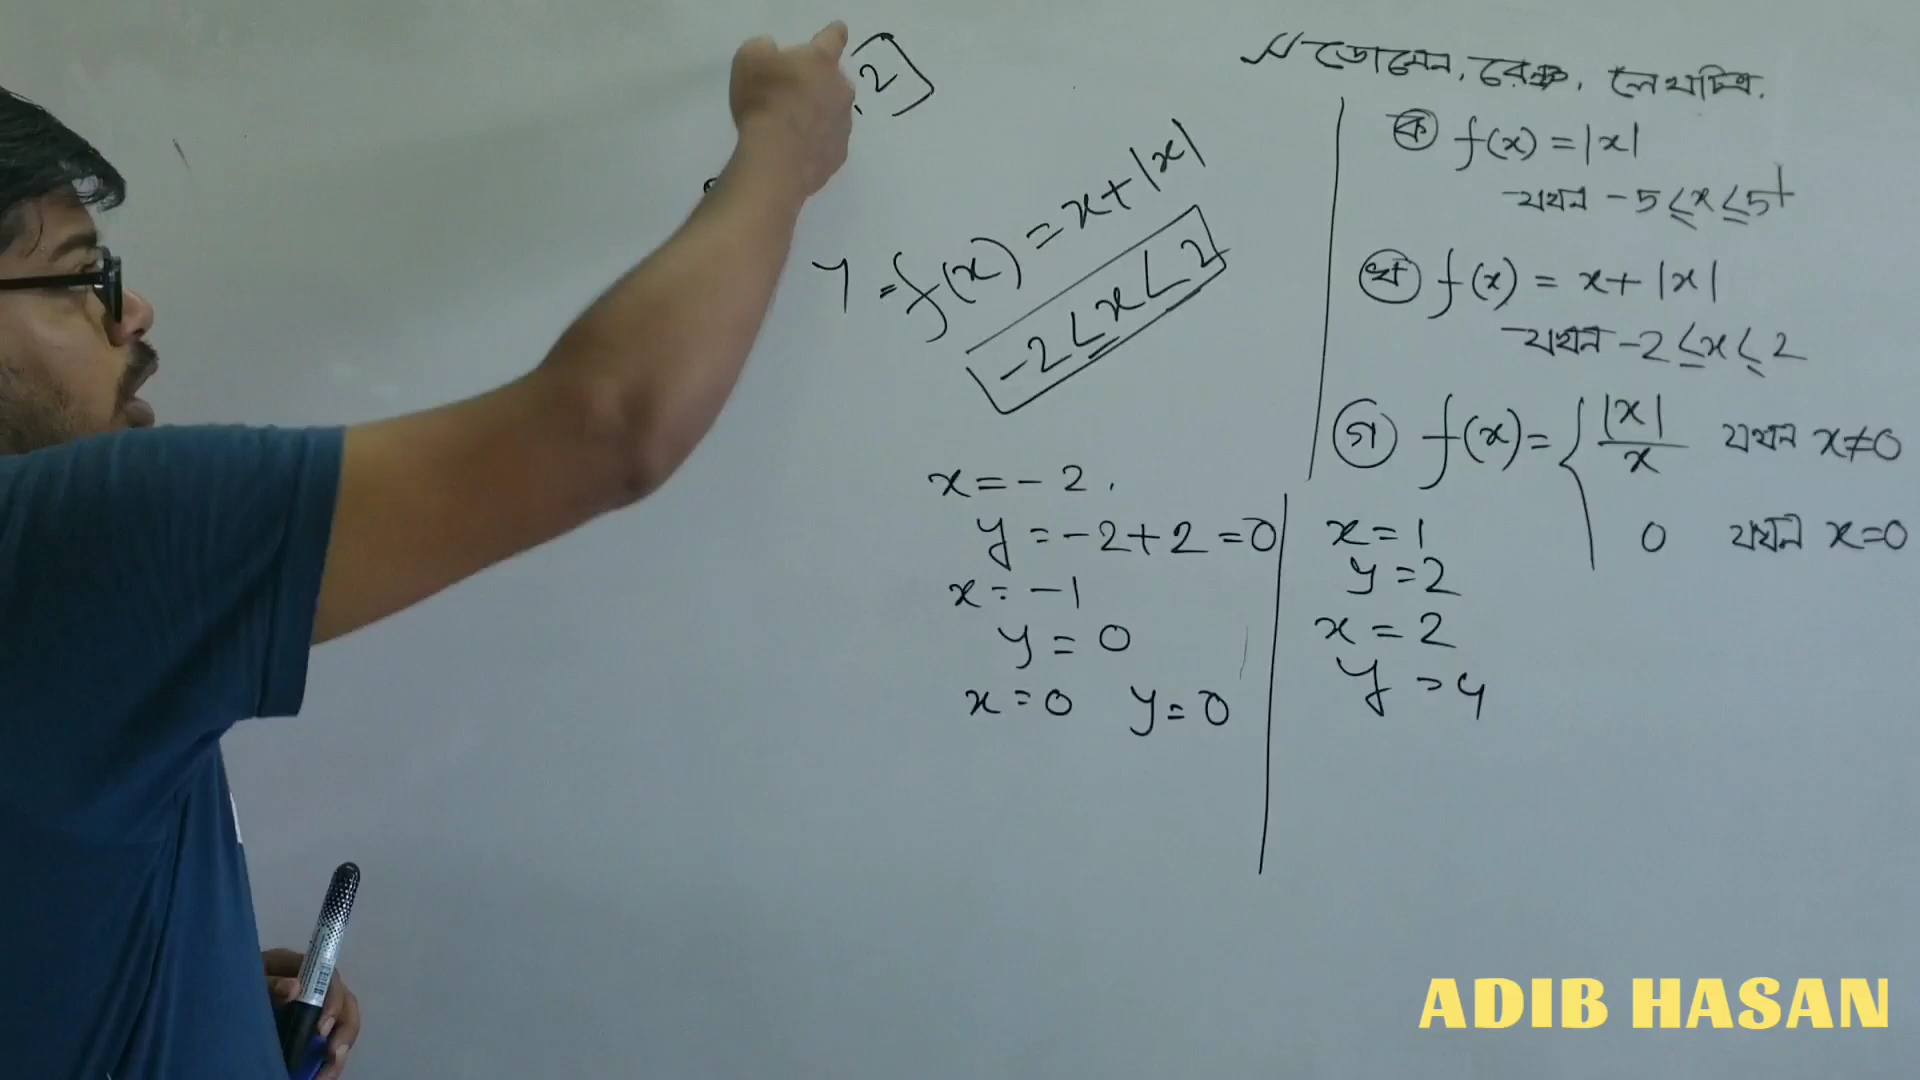 ডোমেন, রেঞ্জ, লেখচিত্র.
ক f(x) = |x|
যখন -5 ≤ x ≤ 5
খ f(x) = x + |x|
যখন -2 ≤ x ≤ 2
গ f(x) = { |x|/x যখন x≠0
0 যখন x=0
, 2]
y = f(x) = x + |x|
-2 ≤ x < 2
x = -2
y = -2+2 = 0
x = -1
y = 0
x = 0 y = 0
x = 1
y = 2
x = 2
y = 4
ADIB HASAN